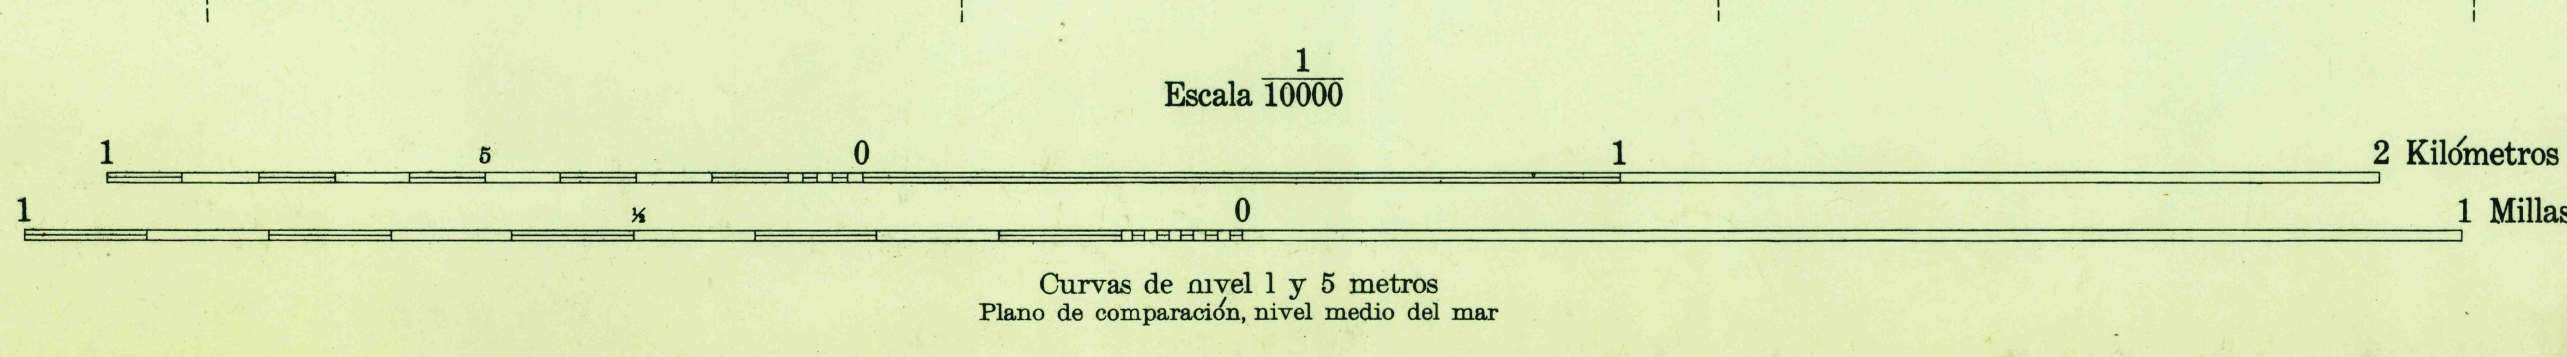 Escala 1/10000
1 5 0 1 2 Kilómetros
1 ½ 0 1 Millas
Curvas de nivel 1 y 5 metros
Plano de comparación, nivel medio del mar